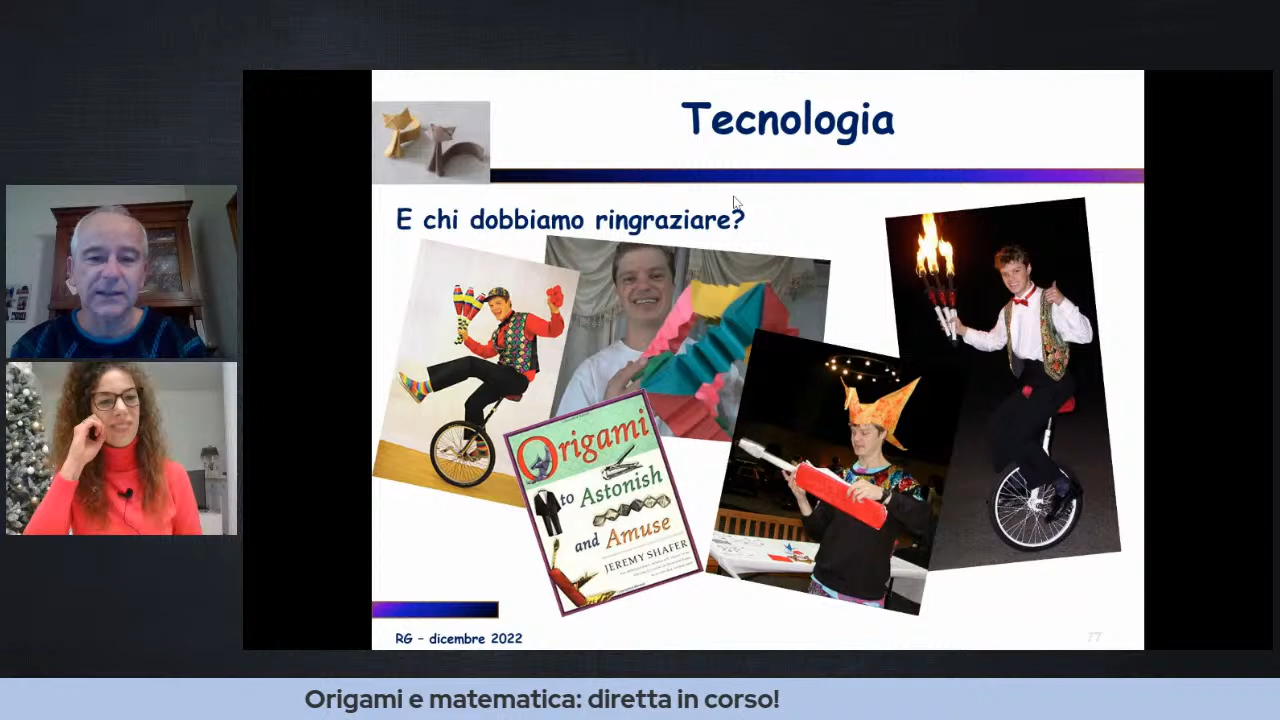 Tecnologia
E chi dobbiamo ringraziare?
Origami
to Astonish
and Amuse
JEREMY SHAFER
RG - dicembre 2022
77
Origami e matematica: diretta in corso!